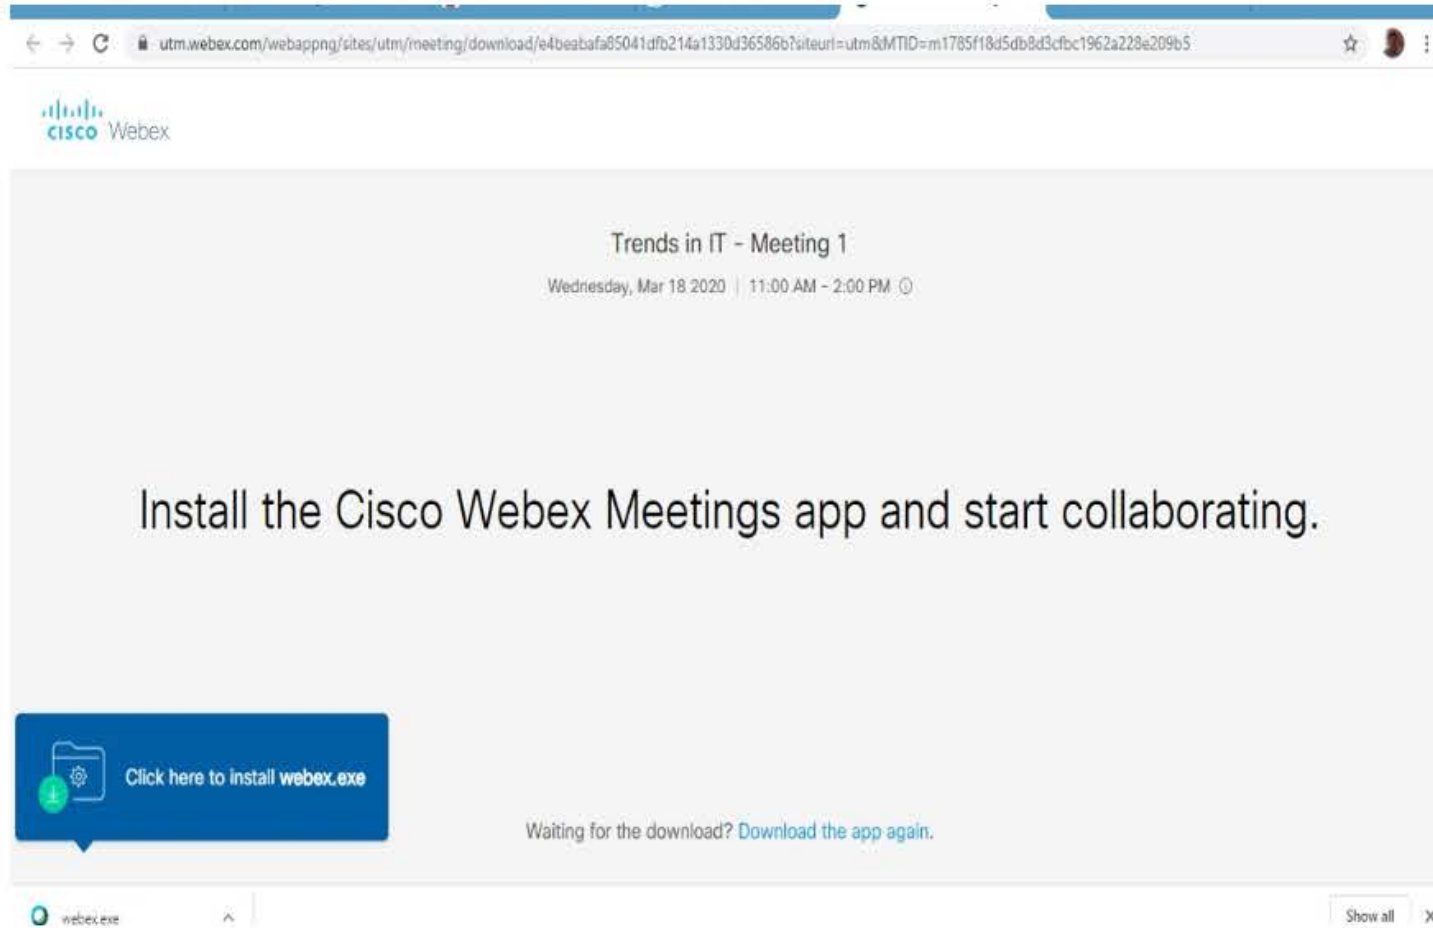 utm.webex.com/webappng/sites/utm/meeting/download/e4beabafa85041dfb214a1330d36586b?siteurl=utm&MTID=m1785f18d5db8d3cfbc1962a228e209b5
CISCO Webex
Trends in IT - Meeting 1
Wednesday, Mar 18 2020 | 11:00 AM - 2:00 PM
Install the Cisco Webex Meetings app and start collaborating.
Click here to install webex.exe
Waiting for the download? Download the app again.
webex.exe
Show all